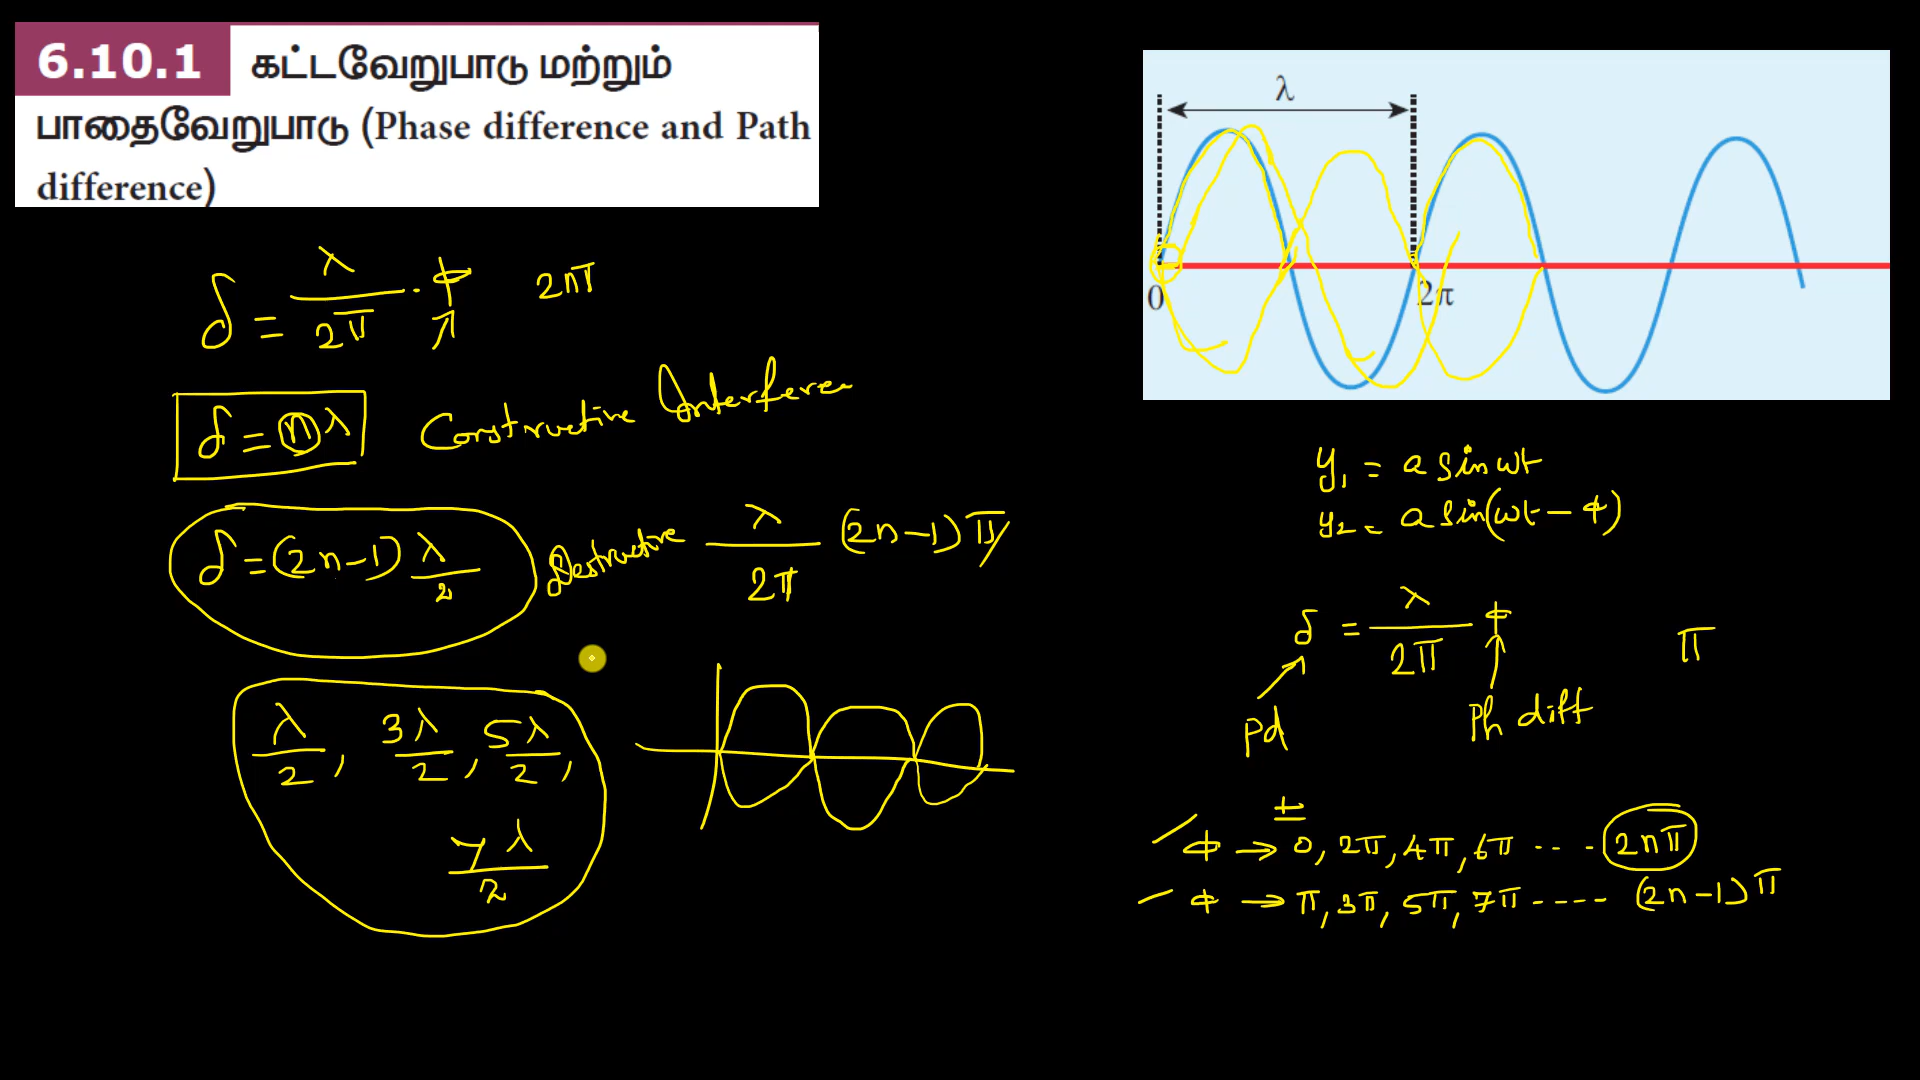 6.10.1 கட்டவேறுபாடு மற்றும்
பாதைவேறுபாடு (Phase difference and Path
difference)
δ = λ/2π · ϕ 2nπ
δ = nλ Constructive
δ = (2n-1) λ/2 Destructive λ/2π (2n-1)π
λ/2, 3λ/2, 5λ/2,
7λ/2
λ
0 2π
y₁ = a sin ωt
y₂ = a sin(ωt - ϕ)
δ = λ/2π ϕ π
Pd Ph diff
±
ϕ → 0, 2π, 4π, 6π ---- 2nπ
ϕ → π, 3π, 5π, 7π ---- (2n-1)π